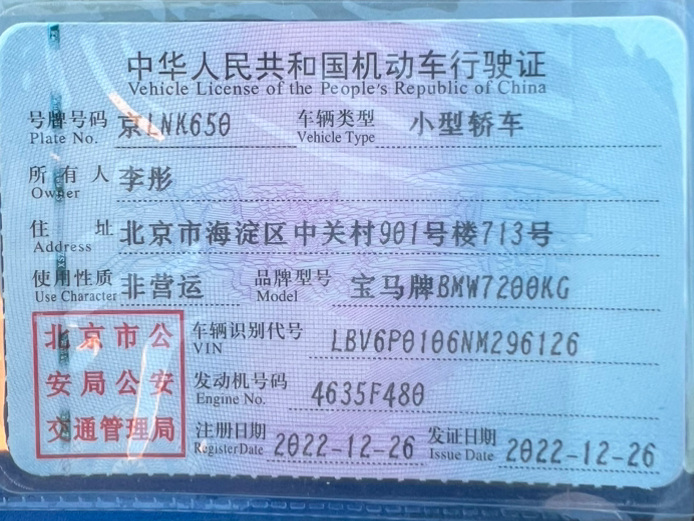 中华人民共和国机动车行驶证
Vehicle License of the People's Republic of China
号牌号码 京LNK650 车辆类型 小型轿车
Plate No. Vehicle Type
所有人 李彤
Owner
住址 北京市海淀区中关村901号楼713号
Address
使用性质 非营运 品牌型号 宝马牌BMW7200KG
Use Character Model
北京市公
安局公安
交通管理局
车辆识别代号 LBV6P0106NM296126
VIN
发动机号码 4635F480
Engine No.
注册日期 2022-12-26 发证日期 2022-12-26
Register Date Issue Date